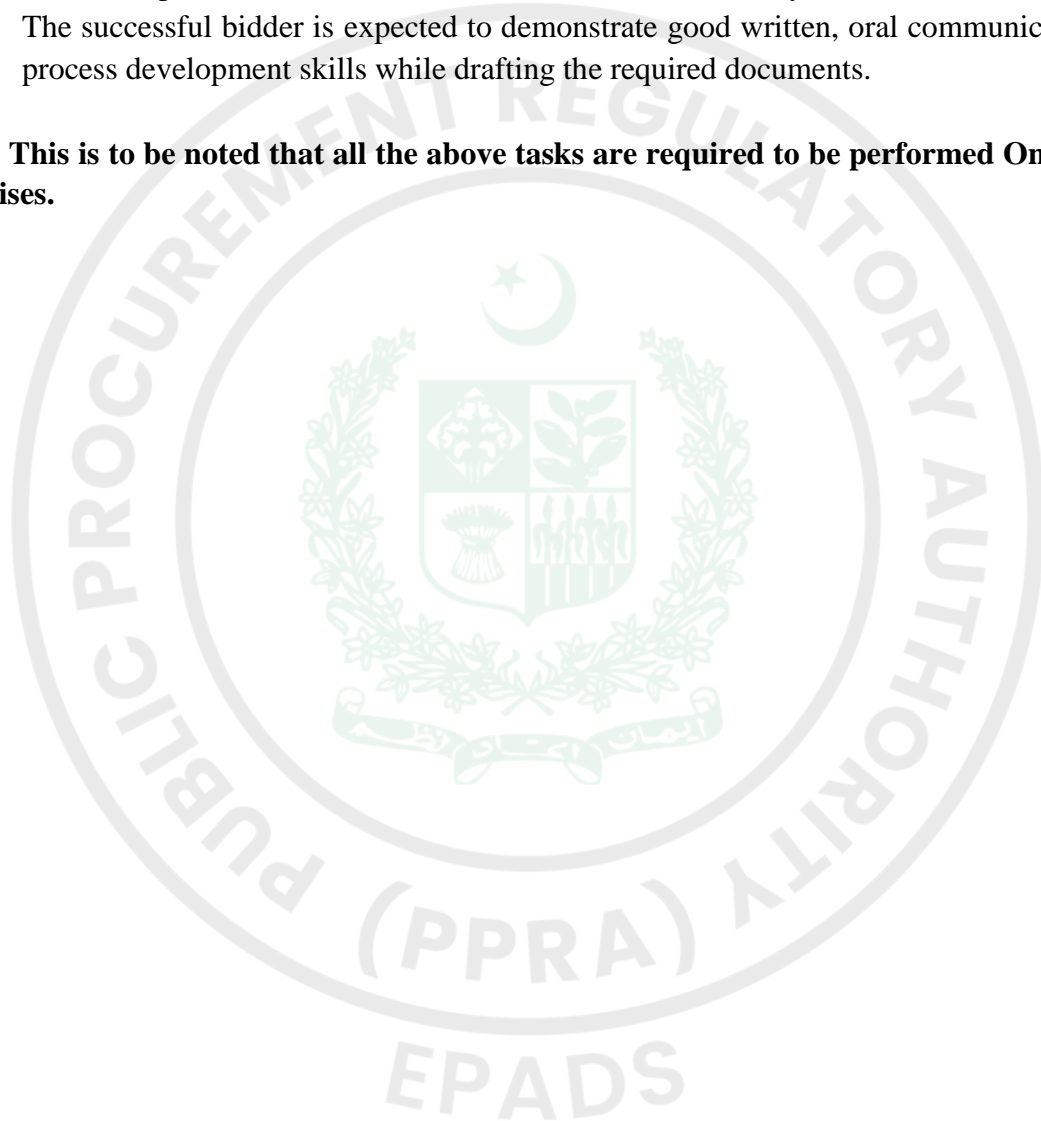 The successful bidder is expected to demonstrate good written, oral communic
process development skills while drafting the required documents.
This is to be noted that all the above tasks are required to be performed On
ises.
PUBLIC PROCUREMENT REGULATORY AUTHORITY
(PPRA)
EPADS